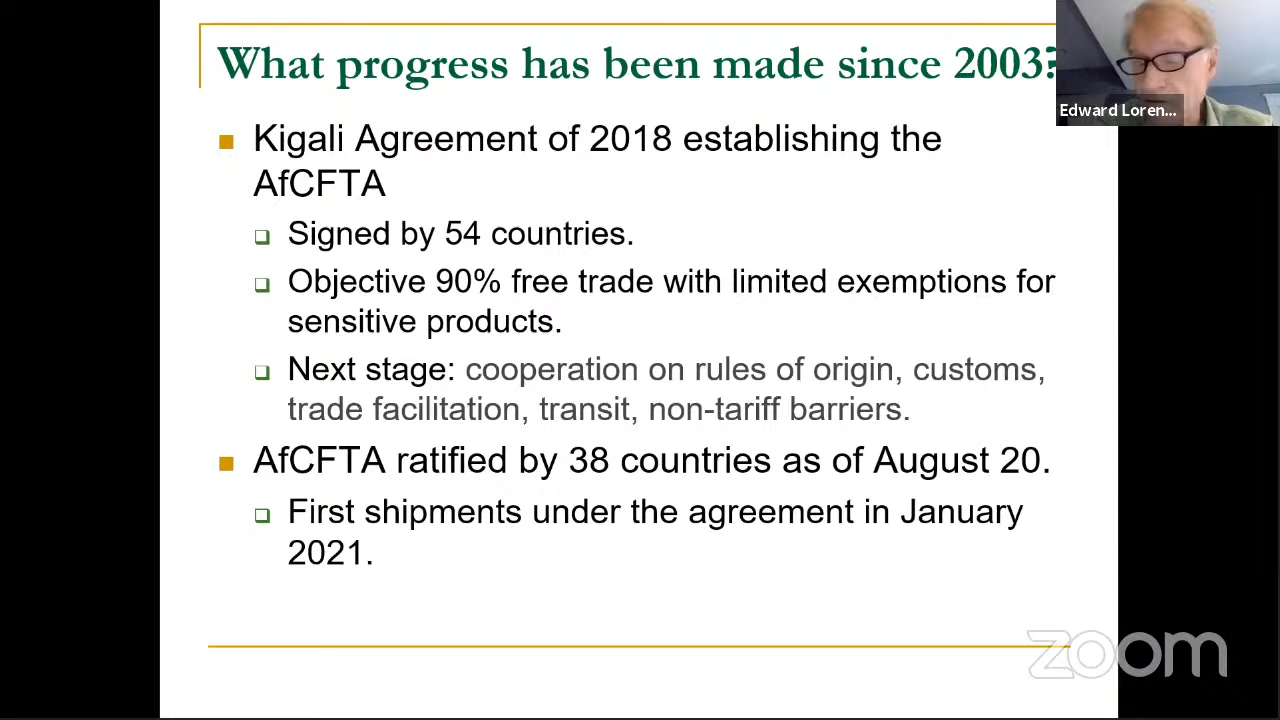 What progress has been made since 2003?
Edward Loren...
Kigali Agreement of 2018 establishing the
AfCFTA
Signed by 54 countries.
Objective 90% free trade with limited exemptions for
sensitive products.
Next stage: cooperation on rules of origin, customs,
trade facilitation, transit, non-tariff barriers.
AfCFTA ratified by 38 countries as of August 20.
First shipments under the agreement in January
2021.
zoom